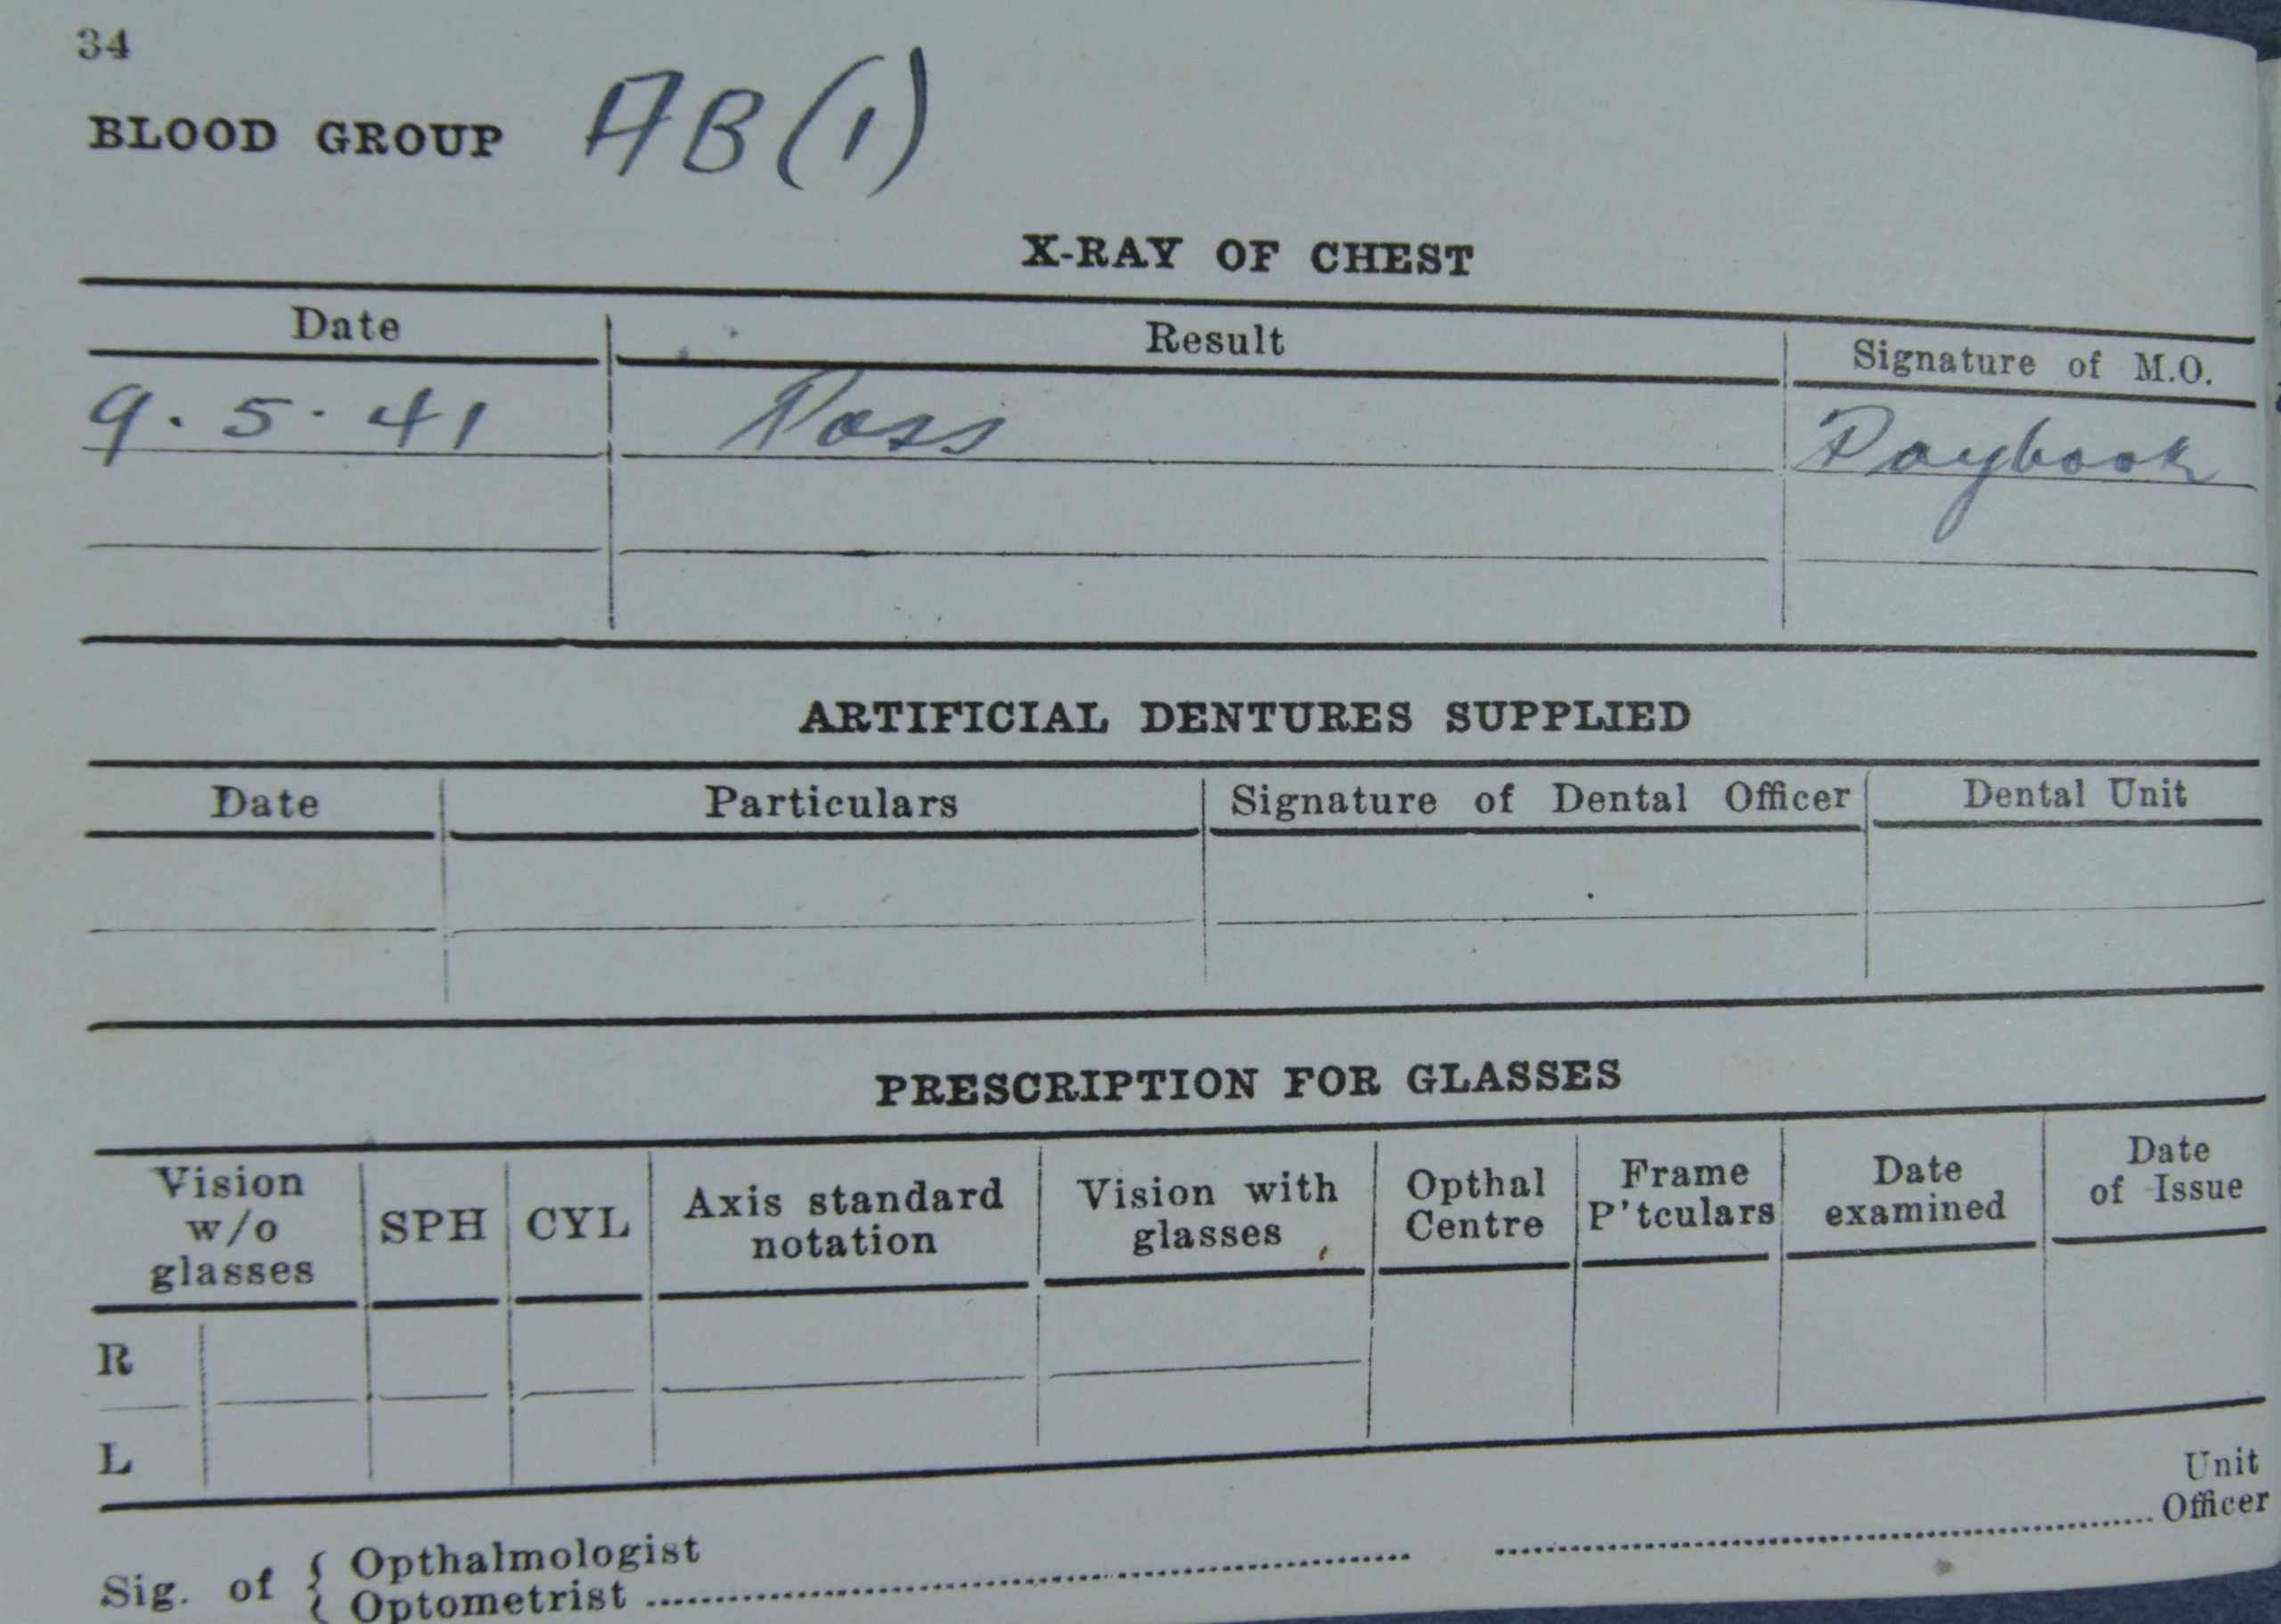 34
BLOOD GROUP AB (1)
X-RAY OF CHEST
Date Result Signature of M.O.
9.5.41 Pass Paybook
ARTIFICIAL DENTURES SUPPLIED
Date Particulars Signature of Dental Officer Dental Unit
PRESCRIPTION FOR GLASSES
Vision w/o glasses SPH CYL Axis standard notation Vision with glasses Opthal Centre Frame P'tculars Date examined Date of Issue
R
L
Sig. of { Opthalmologist
Optometrist Unit Officer